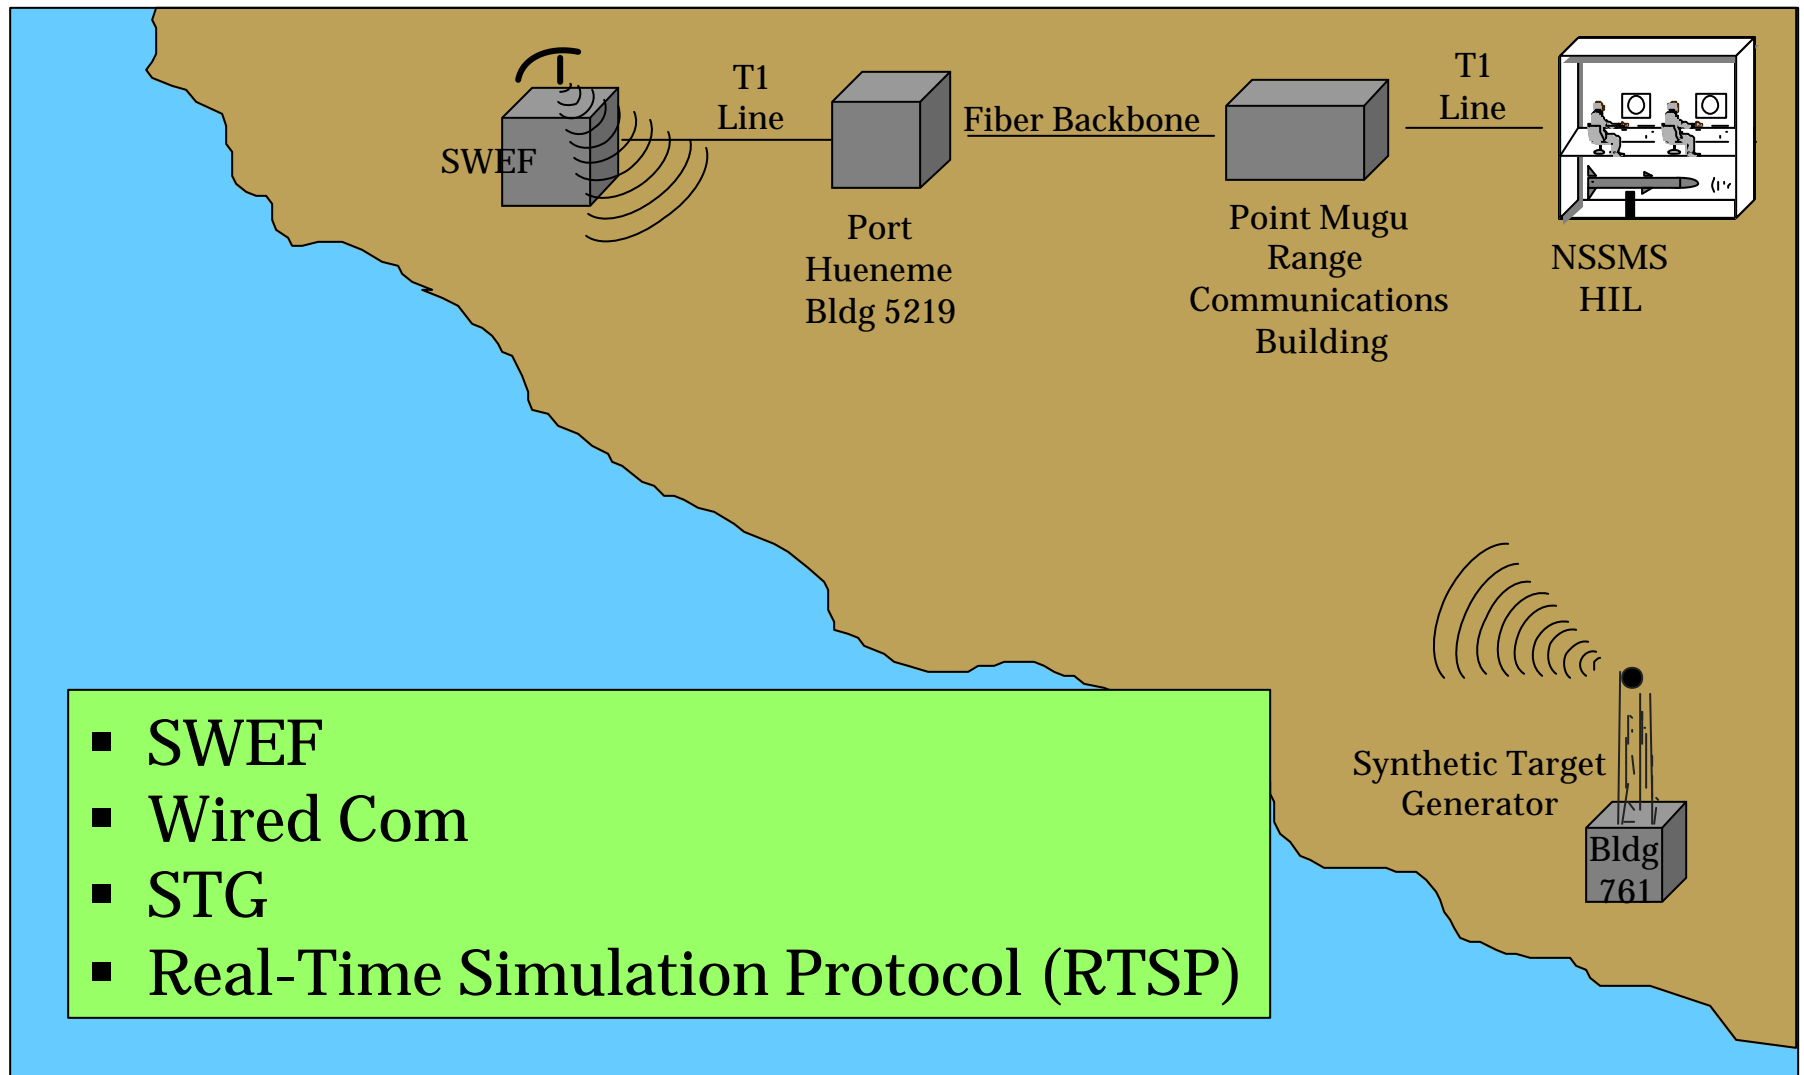 SWEF
T1
Line
Port
Hueneme
Bldg 5219
Fiber Backbone
Point Mugu
Range
Communications
Building
T1
Line
NSSMS
HIL
Synthetic Target
Generator
Bldg
761
▪ SWEF
▪ Wired Com
▪ STG
▪ Real-Time Simulation Protocol (RTSP)